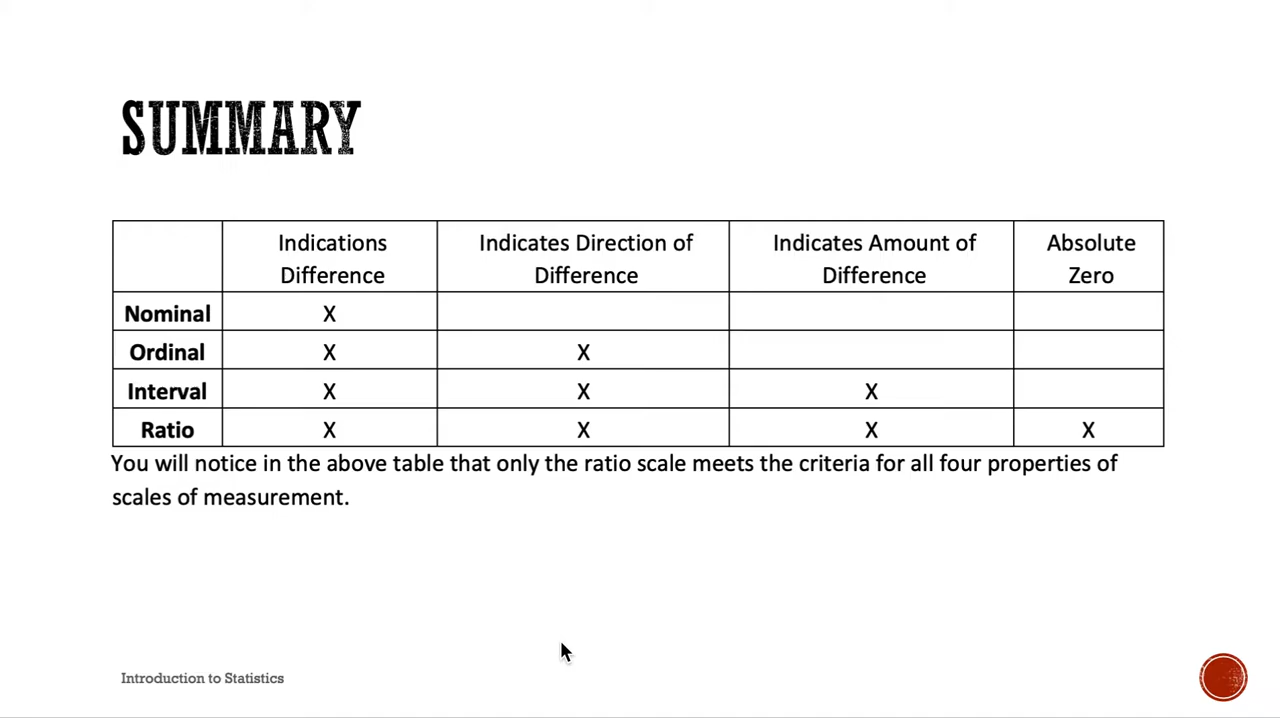 SUMMARY
Indications Difference | Indicates Direction of Difference | Indicates Amount of Difference | Absolute Zero
Nominal X
Ordinal X X
Interval X X X
Ratio X X X X
You will notice in the above table that only the ratio scale meets the criteria for all four properties of
scales of measurement.
Introduction to Statistics